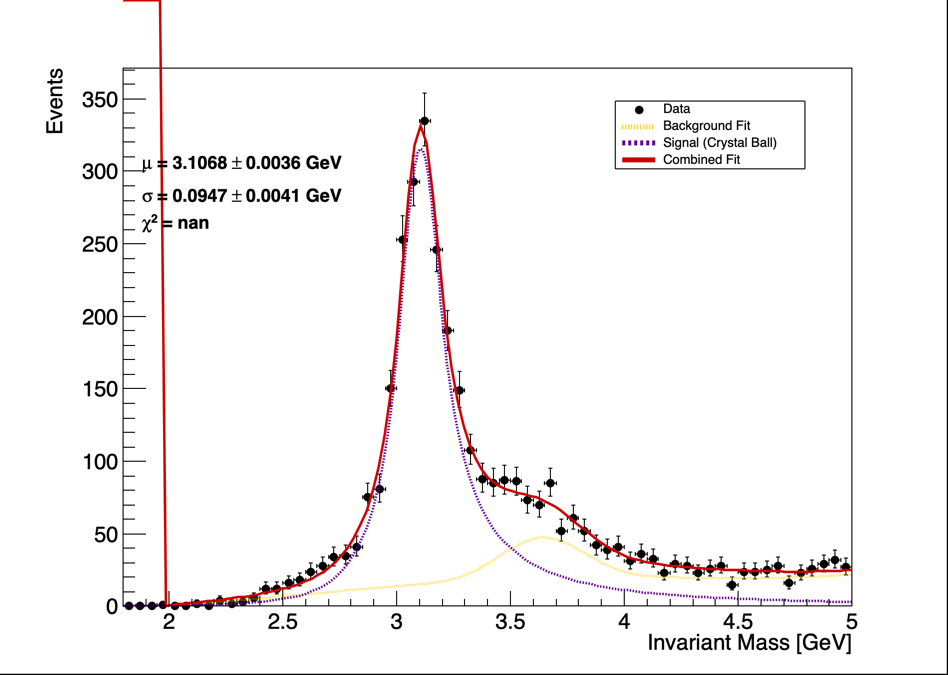 Events
350
300
250
200
150
100
50
0
μ = 3.1068 ± 0.0036 GeV
σ = 0.0947 ± 0.0041 GeV
χ² = nan
Data
Background Fit
Signal (Crystal Ball)
Combined Fit
2 2.5 3 3.5 4 4.5 5
Invariant Mass [GeV]